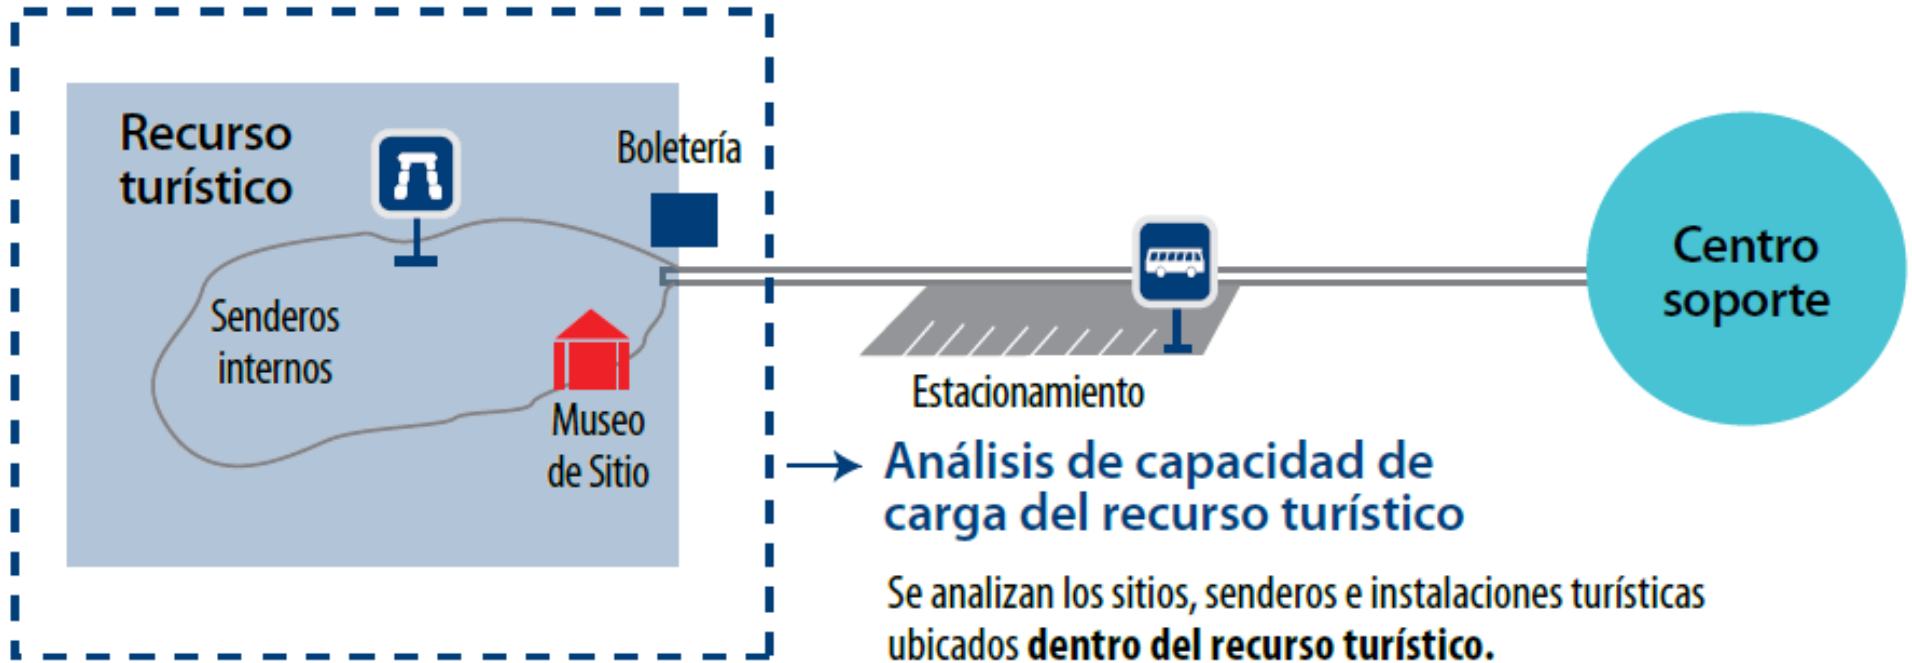 Recurso
turístico
Boletería
Senderos
internos
Museo
de Sitio
Estacionamiento
Centro
soporte
Análisis de capacidad de
carga del recurso turístico
Se analizan los sitios, senderos e instalaciones turísticas
ubicados dentro del recurso turístico.